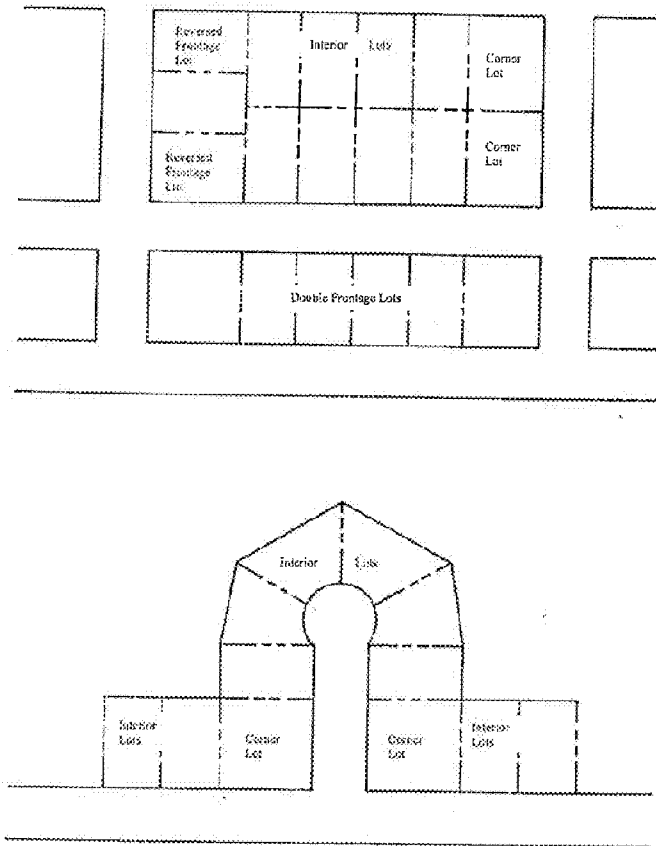 Reversed
Frontage
Lot
Interior Lots
Corner
Lot
Reversed
Frontage
Lot
Corner
Lot
Double Frontage Lots
Interior Lots
Interior
Lots
Corner
Lot
Corner
Lot
Interior
Lots